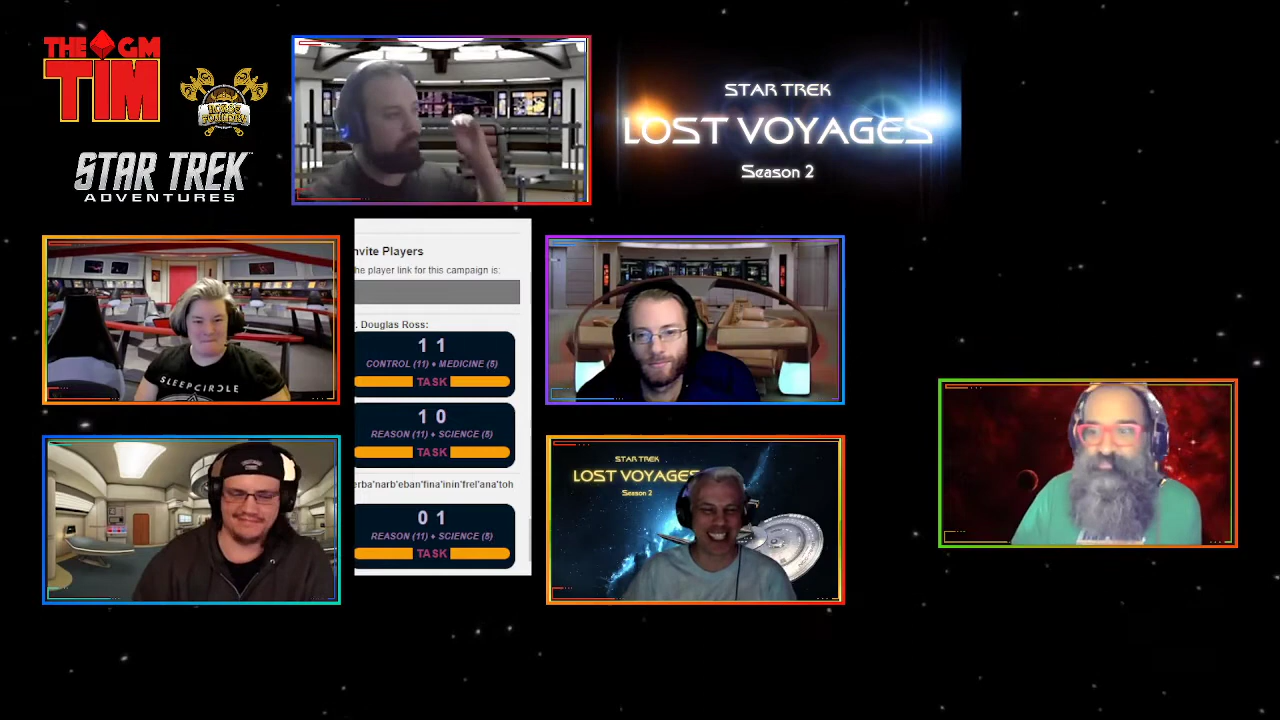 THE GM
TIM
STAR TREK
ADVENTURES
STAR TREK
LOST VOYAGES
Season 2
nvite Players
he player link for this campaign is:
. Douglas Ross:
1 1
CONTROL (11) ♦ MEDICINE (5)
TASK
1 0
REASON (11) ♦ SCIENCE (5)
TASK
erba'narb'eban'fina'inin'frel'ana'toh
0 1
REASON (11) ♦ SCIENCE (5)
TASK
SLEEPCIRCLE
STAR TREK
LOST VOYAGES
Season 2